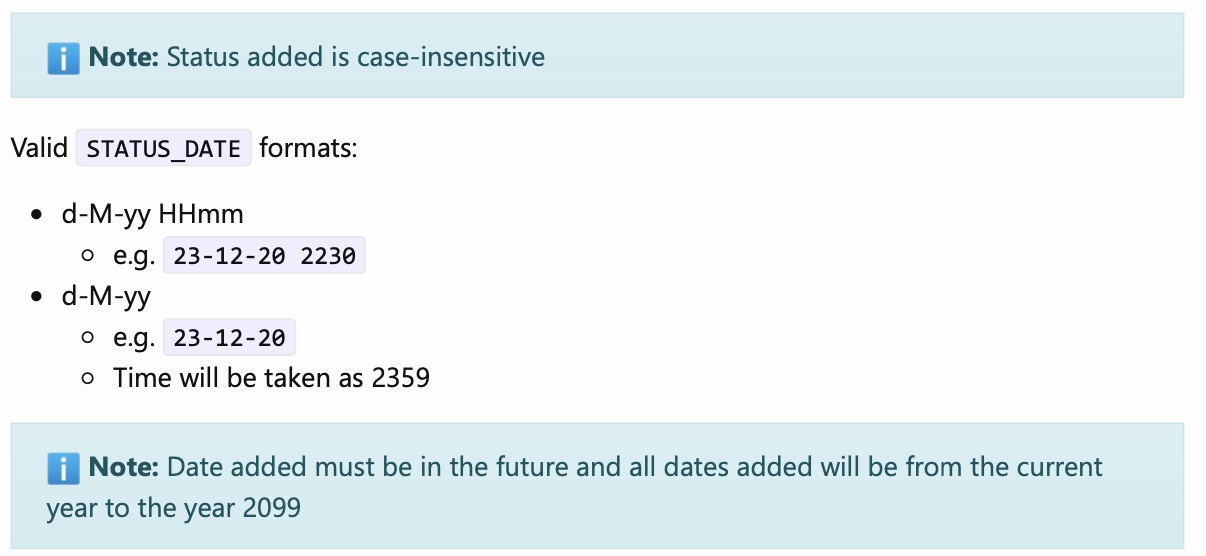 ℹ️ Note: Status added is case-insensitive
Valid STATUS_DATE formats:
• d-M-yy HHmm
◦ e.g. 23-12-20 2230
• d-M-yy
◦ e.g. 23-12-20
◦ Time will be taken as 2359
ℹ️ Note: Date added must be in the future and all dates added will be from the current
year to the year 2099